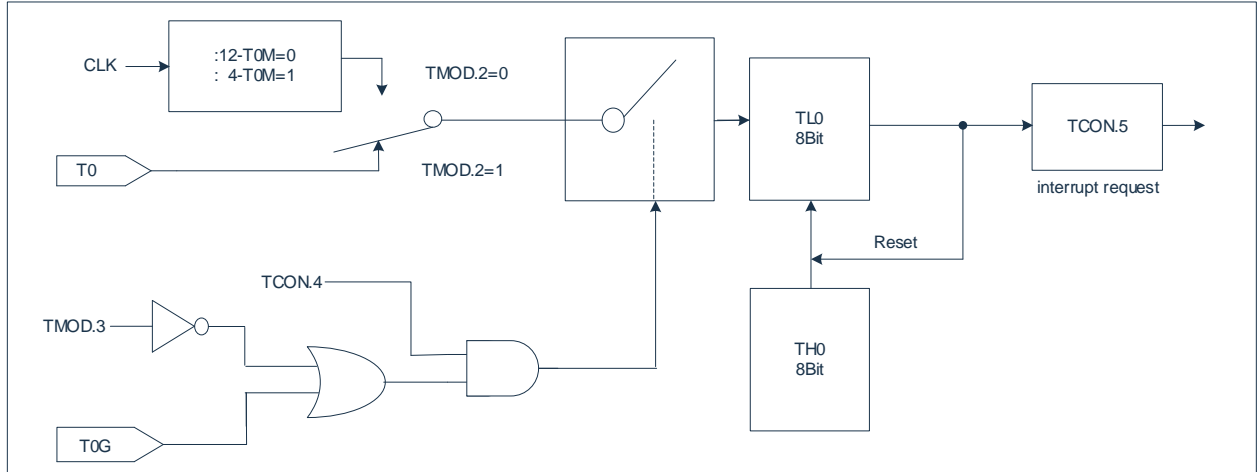 :12-T0M=0
: 4-T0M=1
CLK
TMOD.2=0
T0
TMOD.2=1
TL0
8Bit
TCON.5
interrupt request
Reset
TCON.4
TMOD.3
TH0
8Bit
T0G